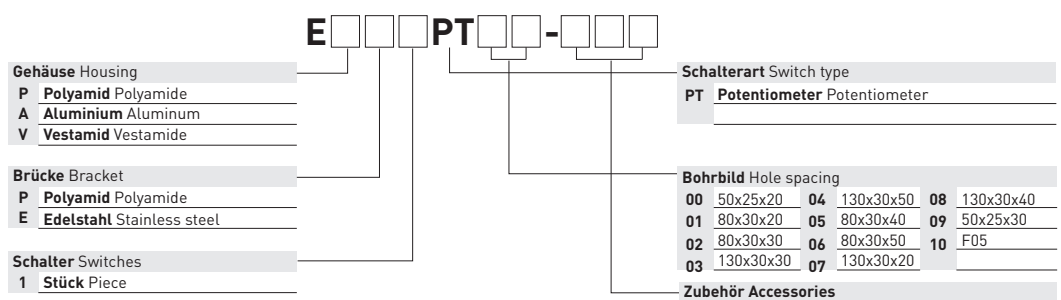 E□□□PT□□-□□□
Gehäuse Housing
P Polyamid Polyamide
A Aluminium Aluminum
V Vestamid Vestamide
Brücke Bracket
P Polyamid Polyamide
E Edelstahl Stainless steel
Schalter Switches
1 Stück Piece
Schalterart Switch type
PT Potentiometer Potentiometer
Bohrbild Hole spacing
00 50x25x20 04 130x30x50 08 130x30x40
01 80x30x20 05 80x30x40 09 50x25x30
02 80x30x30 06 80x30x50 10 F05
03 130x30x30 07 130x30x20
Zubehör Accessories